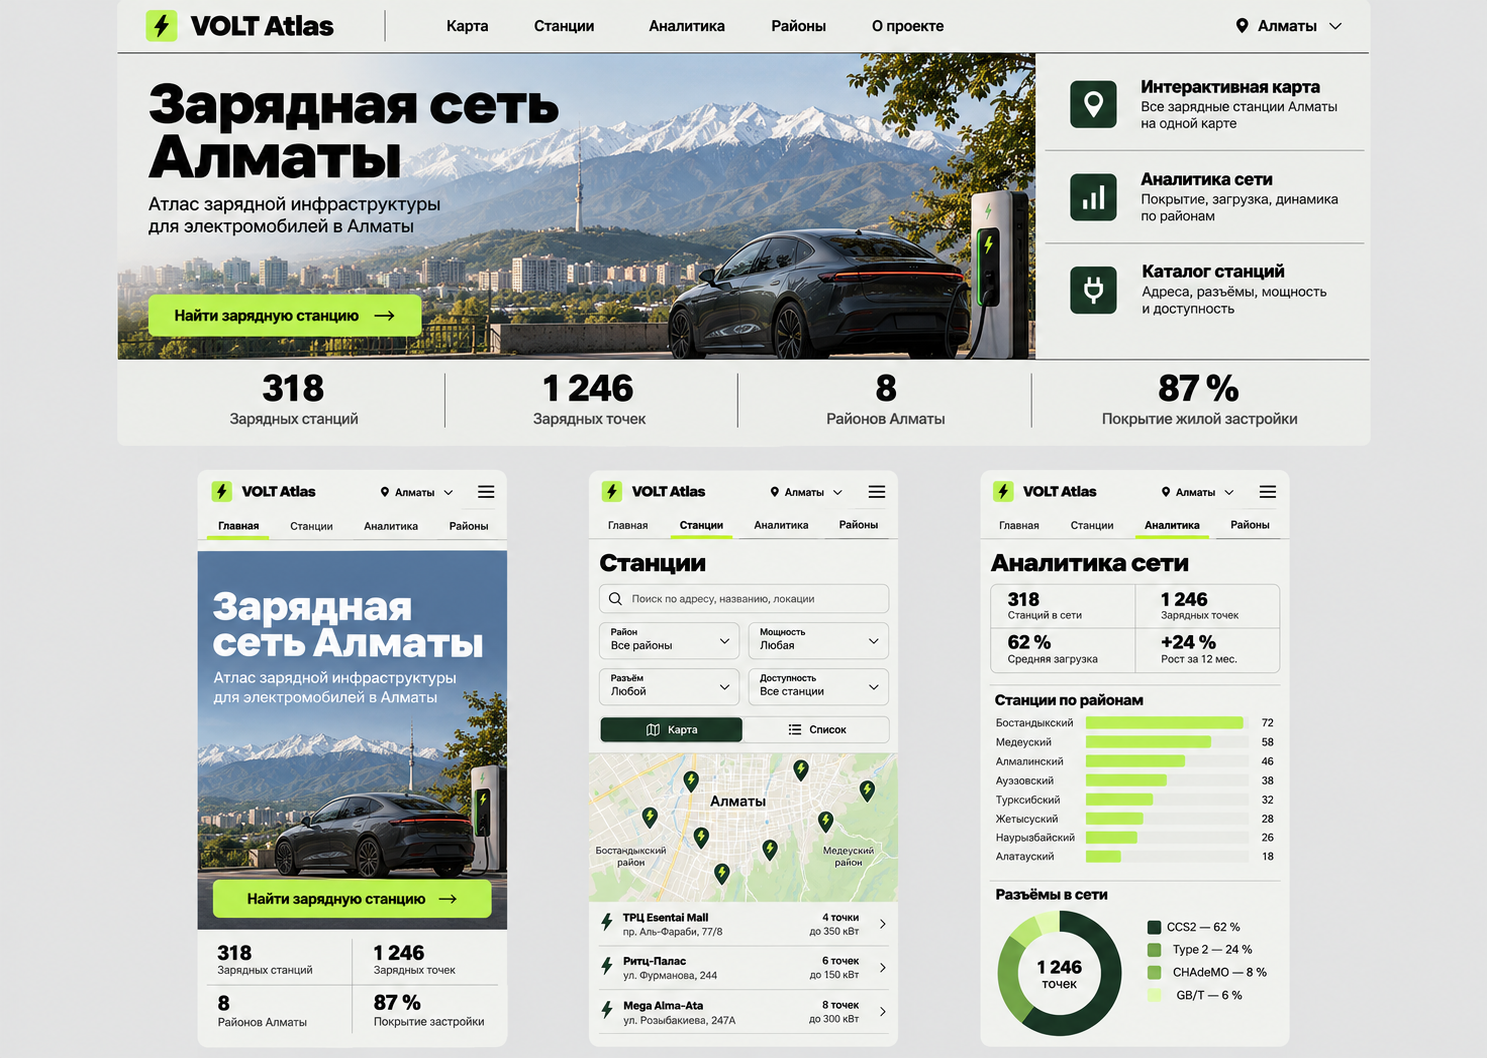 VOLT Atlas
Карта
Станции
Аналитика
Районы
О проекте
Алматы
Зарядная сеть
Алматы
Атлас зарядной инфраструктуры
для электромобилей в Алматы
Найти зарядную станцию
Интерактивная карта
Все зарядные станции Алматы
на одной карте
Аналитика сети
Покрытие, загрузка, динамика
по районам
Каталог станций
Адреса, разъёмы, мощность
и доступность
318
Зарядных станций
1 246
Зарядных точек
8
Районов Алматы
87 %
Покрытие жилой застройки
VOLT Atlas
Алматы
Главная
Станции
Аналитика
Районы
Зарядная
сеть Алматы
Атлас зарядной инфраструктуры
для электромобилей в Алматы
Найти зарядную станцию
318
Зарядных станций
1 246
Зарядных точек
8
Районов Алматы
87 %
Покрытие застройки
VOLT Atlas
Алматы
Главная
Станции
Аналитика
Районы
Станции
Поиск по адресу, названию, локации
Район
Все районы
Мощность
Любая
Разъём
Любой
Доступность
Все станции
Карта
Список
Алматы
Бостандыкский
район
Медеуский
район
ТРЦ Esentai Mall
пр. Аль-Фараби, 77/8
4 точки
до 350 кВт
Ритц-Палас
ул. Фурманова, 244
6 точек
до 150 кВт
Mega Alma-Ata
ул. Розыбакиева, 247А
8 точек
до 300 кВт
VOLT Atlas
Алматы
Главная
Станции
Аналитика
Районы
Аналитика сети
318
Станций в сети
1 246
Зарядных точек
62 %
Средняя загрузка
+24 %
Рост за 12 мес.
Станции по районам
Бостандыкский 72
Медеуский 58
Алмалинский 46
Ауэзовский 38
Турксибский 32
Жетысуский 28
Наурызбайский 26
Алатауский 18
Разъёмы в сети
1 246
точек
CCS2 — 62 %
Type 2 — 24 %
CHAdeMO — 8 %
GB/T — 6 %